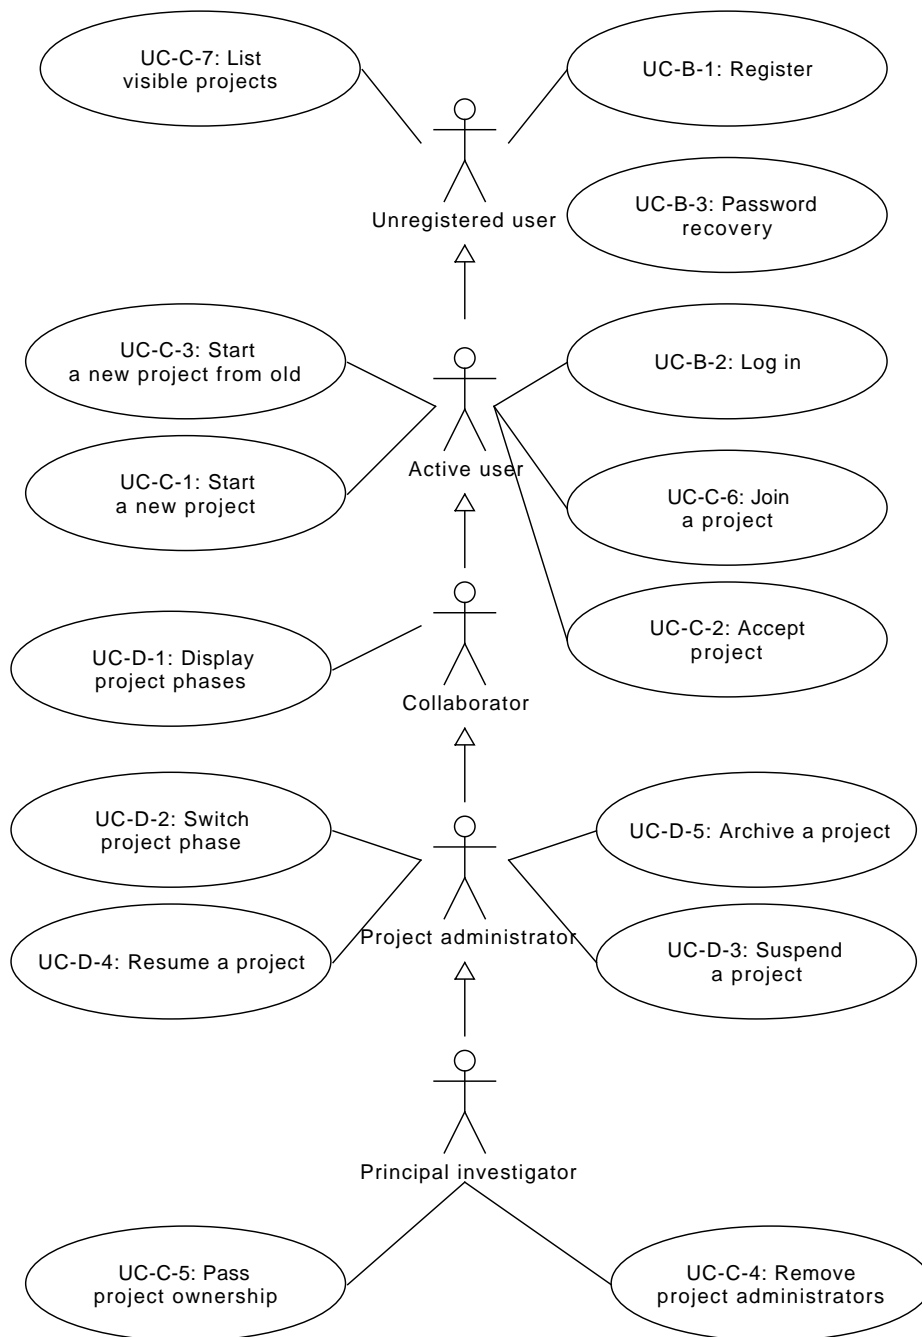 UC-C-7: List
visible projects
UC-B-1: Register
UC-B-3: Password
recovery
Unregistered user
UC-C-3: Start
a new project from old
UC-B-2: Log in
UC-C-1: Start
a new project
Active user
UC-C-6: Join
a project
UC-C-2: Accept
project
UC-D-1: Display
project phases
Collaborator
UC-D-2: Switch
project phase
UC-D-5: Archive a project
Project administrator
UC-D-4: Resume a project
UC-D-3: Suspend
a project
Principal investigator
UC-C-5: Pass
project ownership
UC-C-4: Remove
project administrators